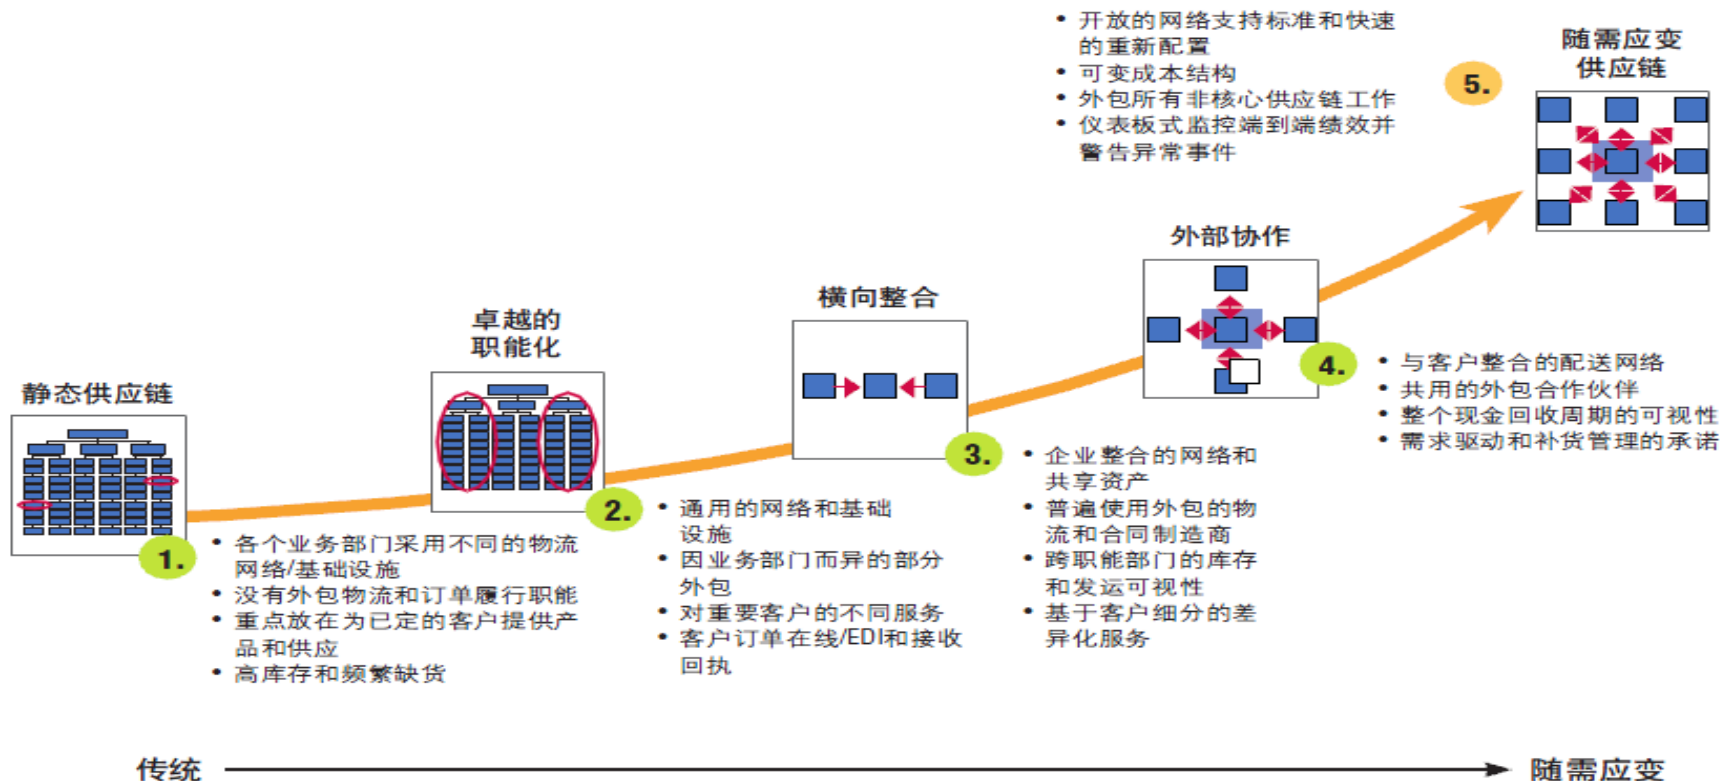 静态供应链
1.
• 各个业务部门采用不同的物流
网络/基础设施
• 没有外包物流和订单履行职能
• 重点放在为已定的客户提供产
品和供应
• 高库存和频繁缺货
卓越的
职能化
2.
• 通用的网络和基础
设施
• 因业务部门而异的部分
外包
• 对重要客户的不同服务
• 客户订单在线/EDI和接收
回执
横向整合
3.
• 企业整合的网络和
共享资产
• 普遍使用外包的物
流和合同制造商
• 跨职能部门的库存
和发运可视性
• 基于客户细分的差
异化服务
外部协作
4.
• 与客户整合的配送网络
• 共用的外包合作伙伴
• 整个现金回收周期的可视性
• 需求驱动和补货管理的承诺
随需应变
供应链
5.
• 开放的网络支持标准和快速
的重新配置
• 可变成本结构
• 外包所有非核心供应链工作
• 仪表板式监控端到端绩效并
警告异常事件
传统
随需应变